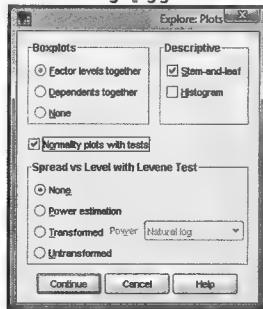 Explore: Plots
Boxplots
Factor levels together
Dependents together
None
Descriptive
Stem-and-leaf
Histogram
Normality plots with tests
Spread vs Level with Levene Test
None
Power estimation
Transformed Power: Natural log
Untransformed
Continue Cancel Help